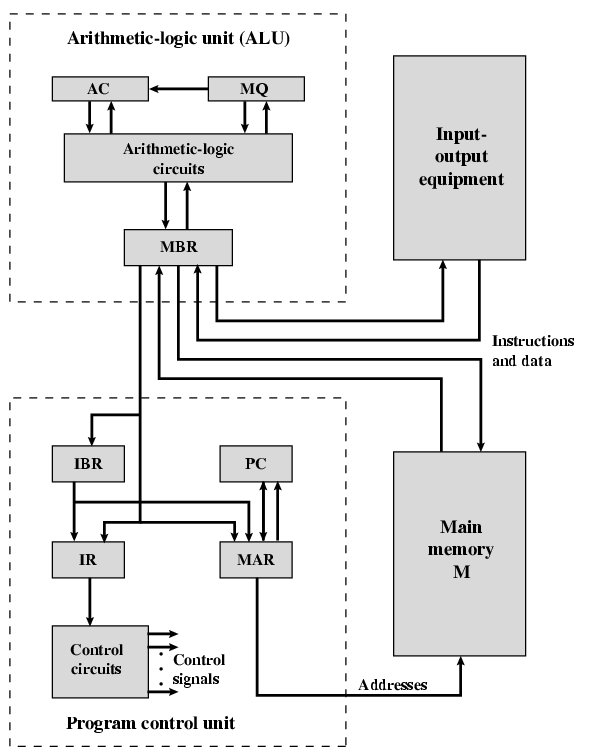 Arithmetic-logic unit (ALU)
AC
MQ
Arithmetic-logic
circuits
MBR
Input-
output
equipment
Instructions
and data
IBR
PC
IR
MAR
Main
memory
M
Control
circuits
Control
signals
Addresses
Program control unit